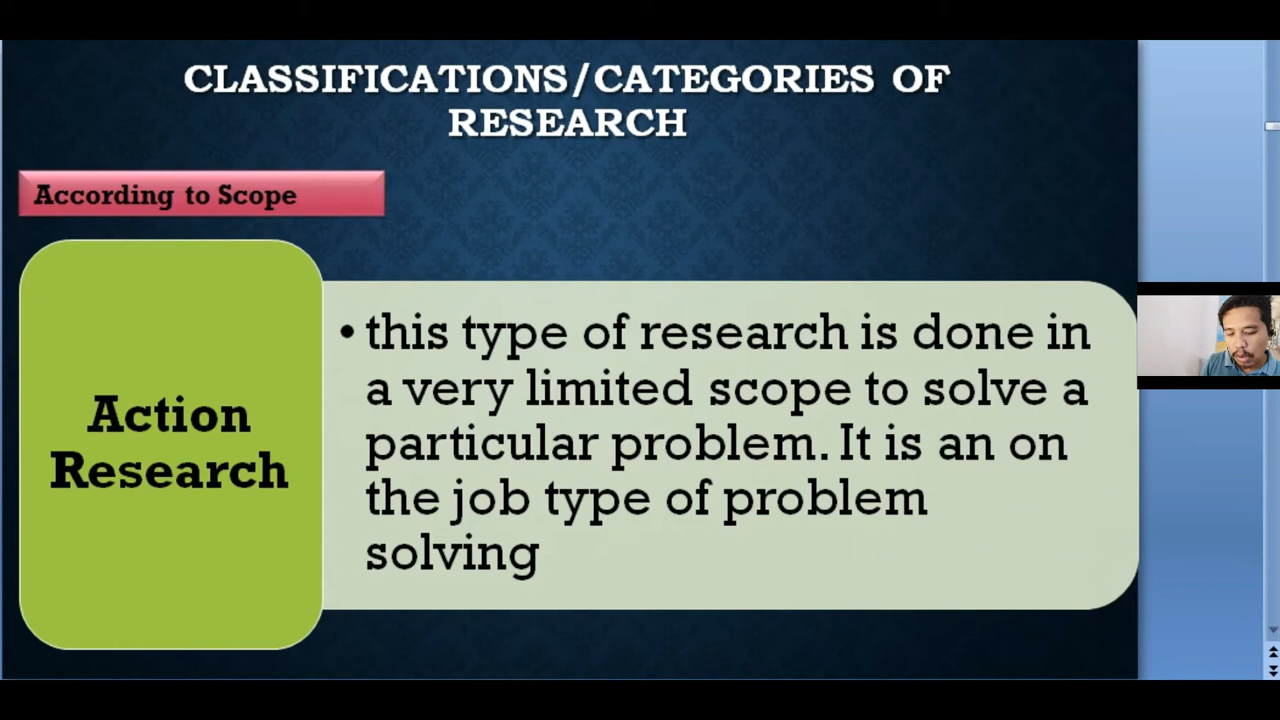 CLASSIFICATIONS/CATEGORIES OF
RESEARCH
According to Scope
Action
Research
• this type of research is done in
a very limited scope to solve a
particular problem. It is an on
the job type of problem
solving